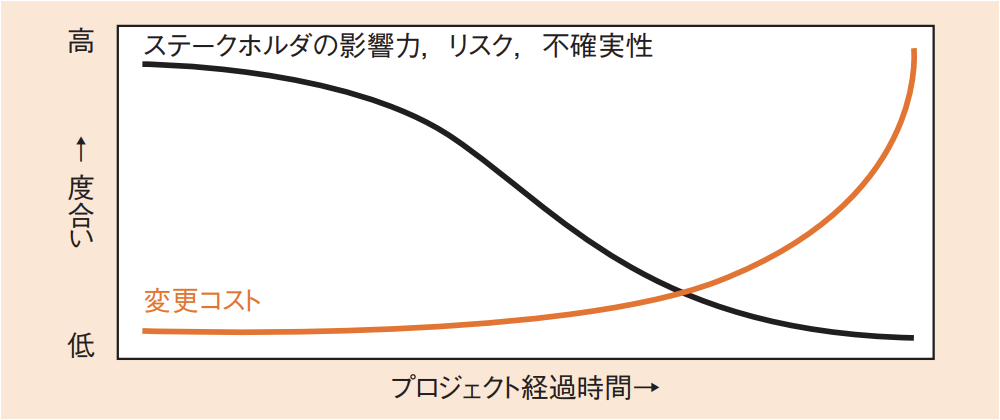 高
ステークホルダの影響力，リスク，不確実性
↑度合い
変更コスト
低
プロジェクト経過時間→